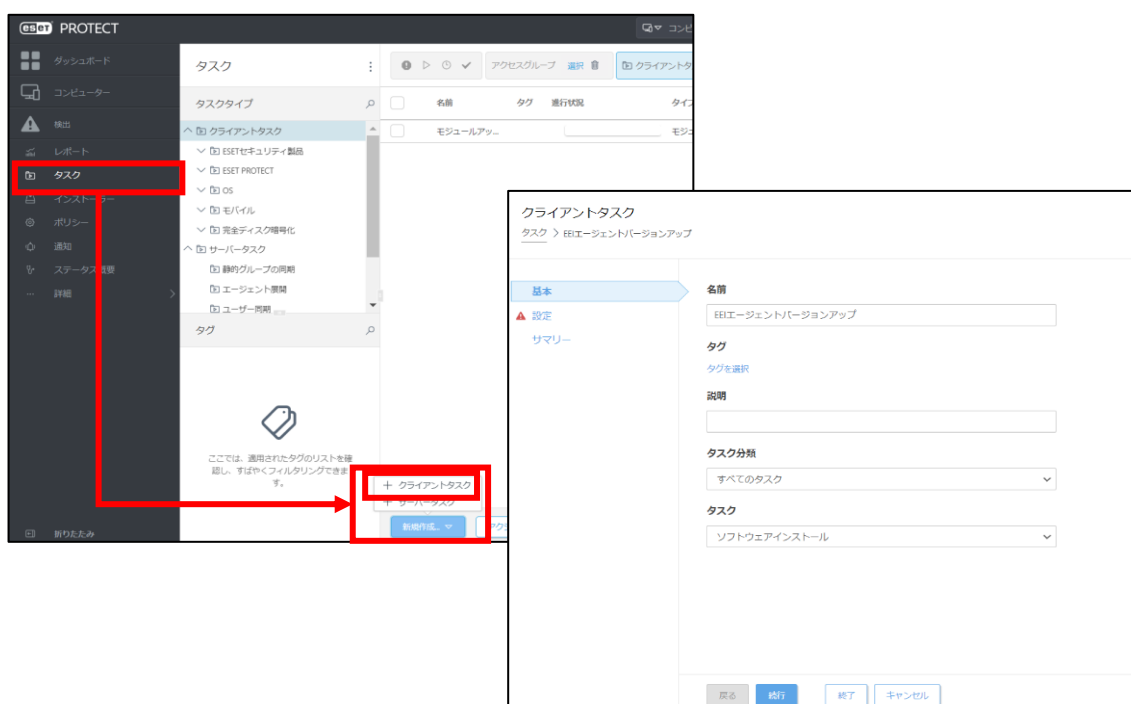 eset PROTECT
コンピ
ダッシュボード
コンピューター
検出
レポート
タスク
インストーラー
ポリシー
通知
ステータス概要
詳細
折りたたみ
タスク
タスクタイプ
クライアントタスク
ESETセキュリティ製品
ESET PROTECT
OS
モバイル
完全ディスク暗号化
サーバータスク
静的グループの同期
エージェント展開
ユーザー同期
タグ
ここでは、適用されたタグのリストを確
認し、すばやくフィルタリングできま
す。
アクセスグループ 選択
クライアントタ
名前 タグ 進行状況 タイ
モジュールアッ... モジ
+ クライアントタスク
+ サーバータスク
新規作成...
アク
クライアントタスク
タスク > EEIエージェントバージョンアップ
基本
設定
サマリー
名前
EEIエージェントバージョンアップ
タグ
タグを選択
説明
タスク分類
すべてのタスク
タスク
ソフトウェアインストール
戻る 続行 終了 キャンセル